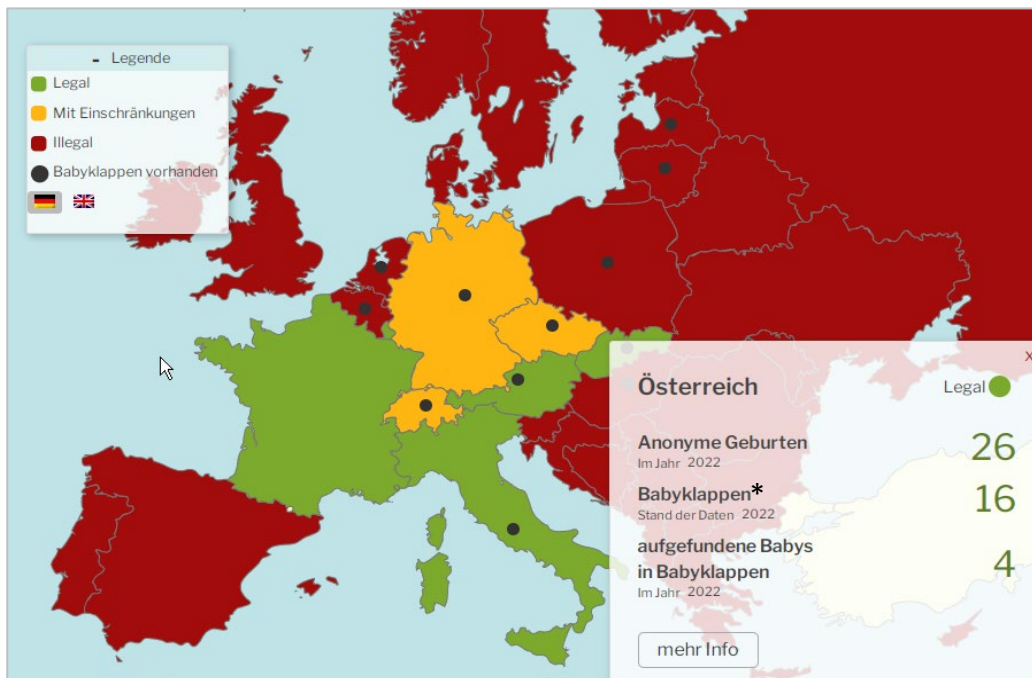 - Legende
Legal
Mit Einschränkungen
Illegal
Babyklappen vorhanden
x
Österreich
Legal
Anonyme Geburten
Im Jahr 2022
26
Babyklappen*
Stand der Daten 2022
16
aufgefundene Babys
in Babyklappen
Im Jahr 2022
4
mehr Info